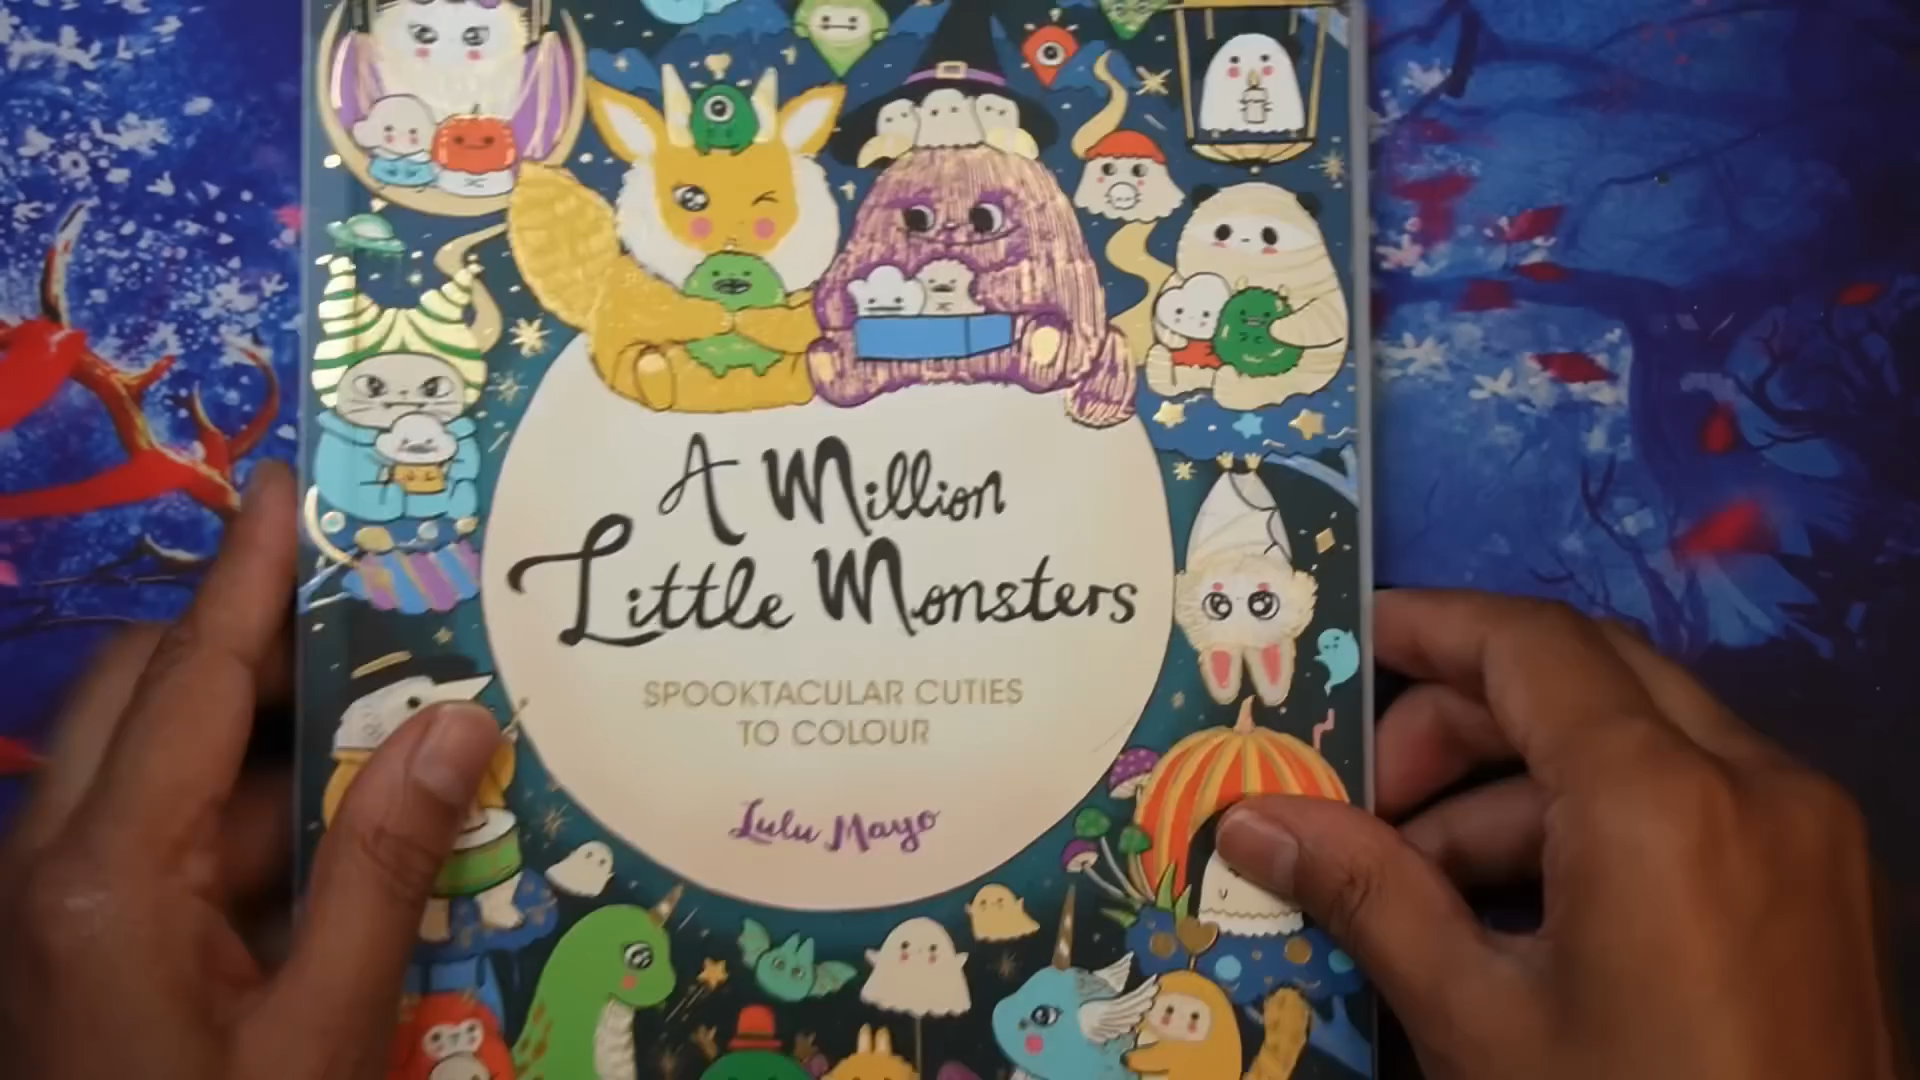 A Million
Little Monsters
SPOOKTACULAR CUTIES
TO COLOUR
Lulu Mayo